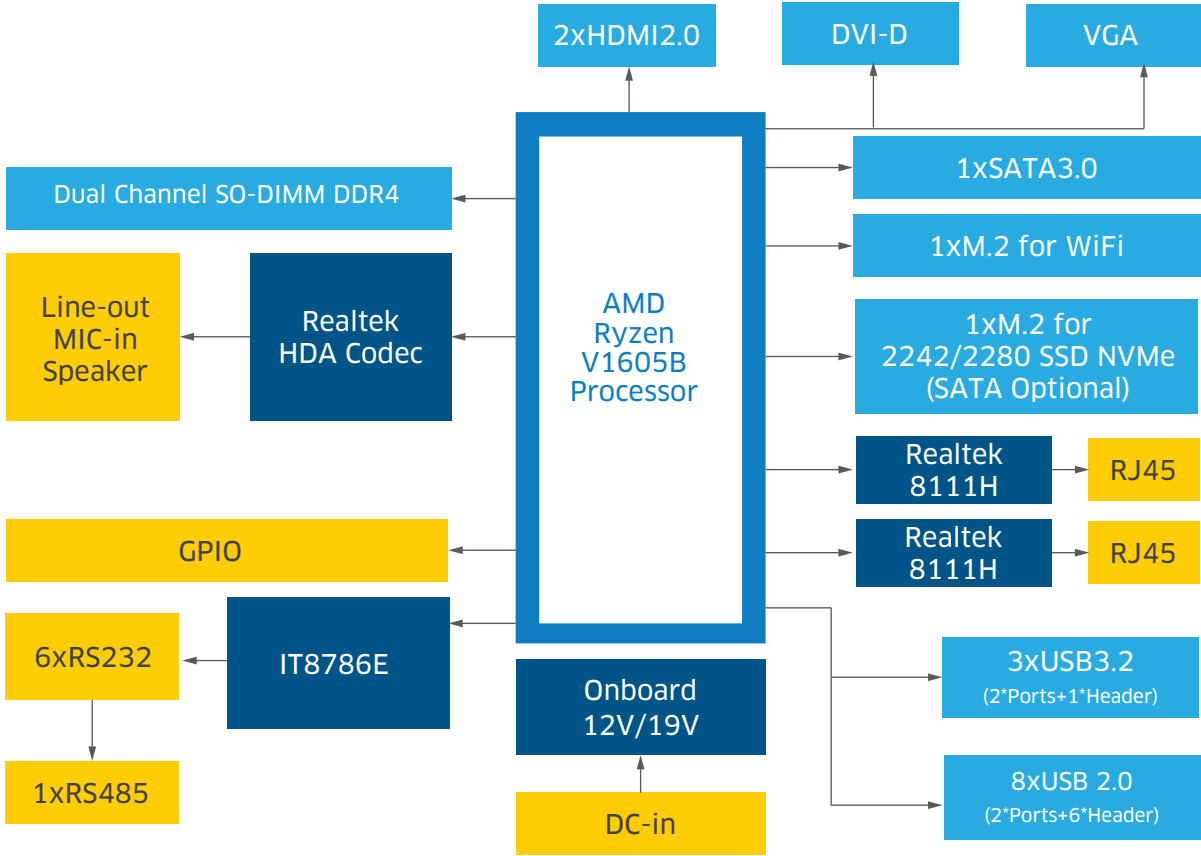 2xHDMI2.0
DVI-D
VGA
Dual Channel SO-DIMM DDR4
1xSATA3.0
1xM.2 for WiFi
Line-out
MIC-in
Speaker
Realtek
HDA Codec
AMD
Ryzen
V1605B
Processor
1xM.2 for
2242/2280 SSD NVMe
(SATA Optional)
Realtek
8111H
RJ45
GPIO
Realtek
8111H
RJ45
6xRS232
IT8786E
Onboard
12V/19V
3xUSB3.2
(2*Ports+1*Header)
1xRS485
DC-in
8xUSB 2.0
(2*Ports+6*Header)